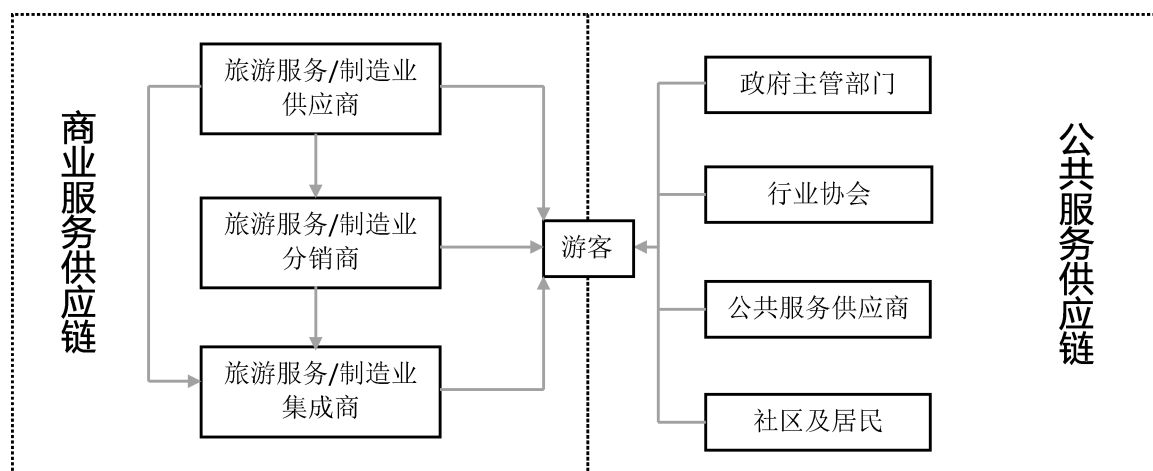 商业服务供应链
旅游服务/制造业
供应商
旅游服务/制造业
分销商
旅游服务/制造业
集成商
游客
政府主管部门
行业协会
公共服务供应商
社区及居民
公共服务供应链